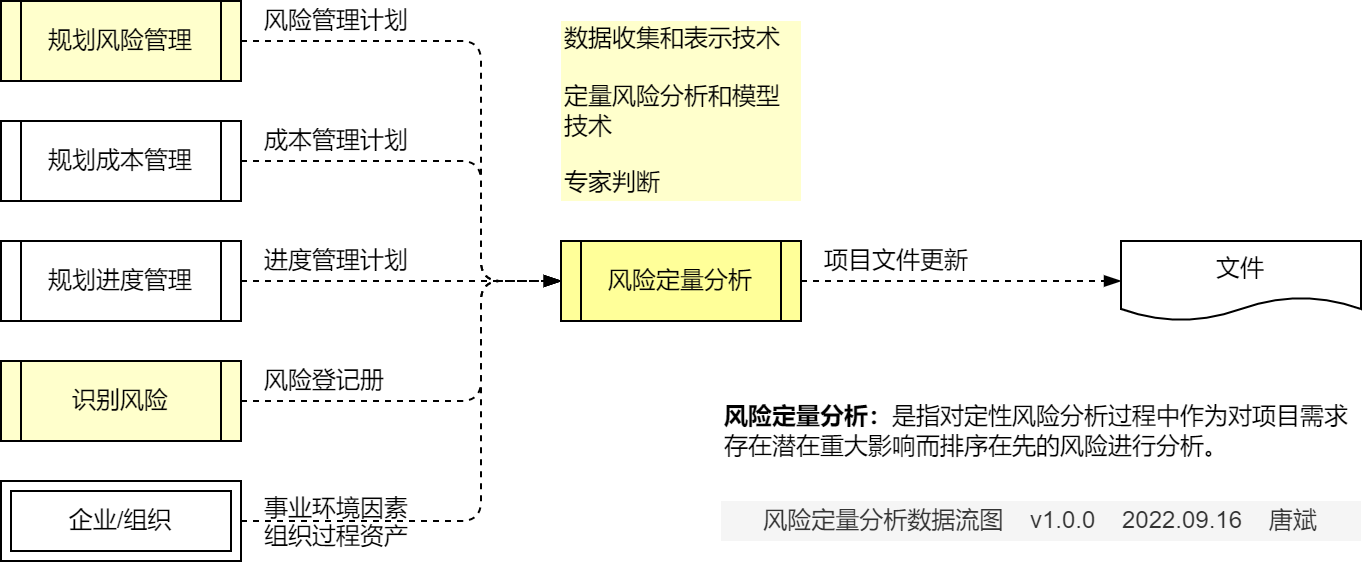 规划风险管理
风险管理计划
规划成本管理
成本管理计划
规划进度管理
进度管理计划
识别风险
风险登记册
企业/组织
事业环境因素
组织过程资产
数据收集和表示技术
定量风险分析和模型
技术
专家判断
风险定量分析
项目文件更新
文件
风险定量分析：是指对定性风险分析过程中作为对项目需求
存在潜在重大影响而排序在先的风险进行分析。
风险定量分析数据流图 v1.0.0 2022.09.16 唐斌